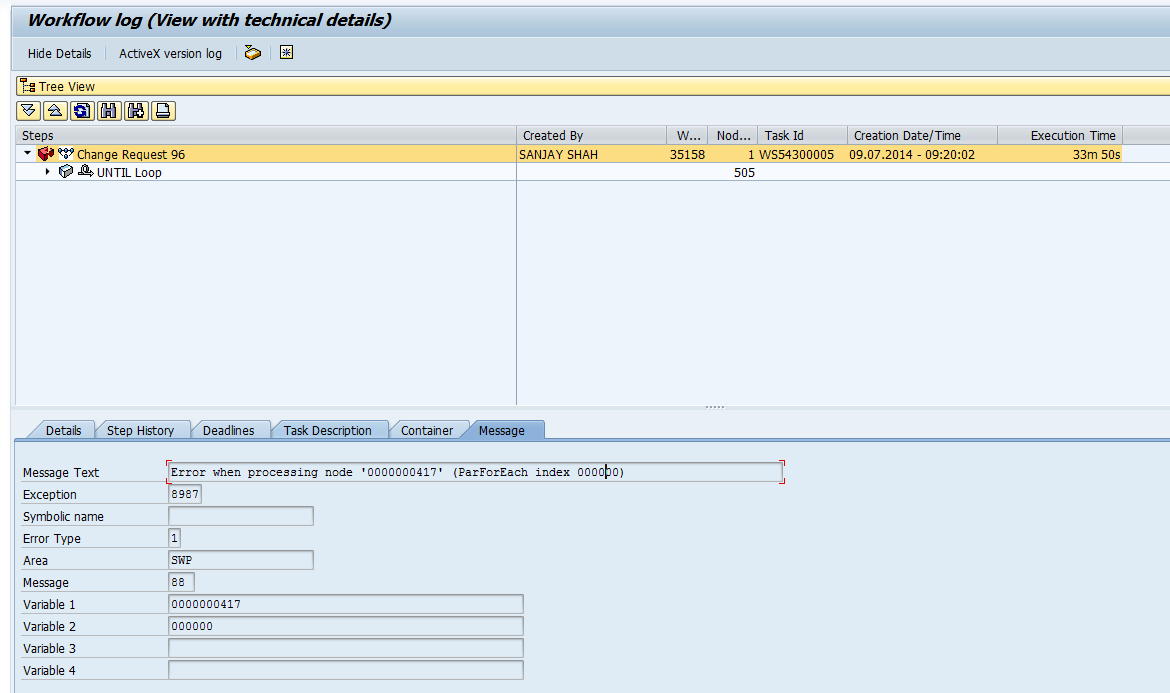 Workflow log (View with technical details)
Hide Details ActiveX version log
Tree View
Steps Created By W... Nod... Task Id Creation Date/Time Execution Time
Change Request 96 SANJAY SHAH 35158 1 WS54300005 09.07.2014 - 09:20:02 33m 50s
UNTIL Loop 505
Details Step History Deadlines Task Description Container Message
Message Text Error when processing node '0000000417' (ParForEach index 000000)
Exception 8987
Symbolic name
Error Type 1
Area SWP
Message 88
Variable 1 0000000417
Variable 2 000000
Variable 3
Variable 4